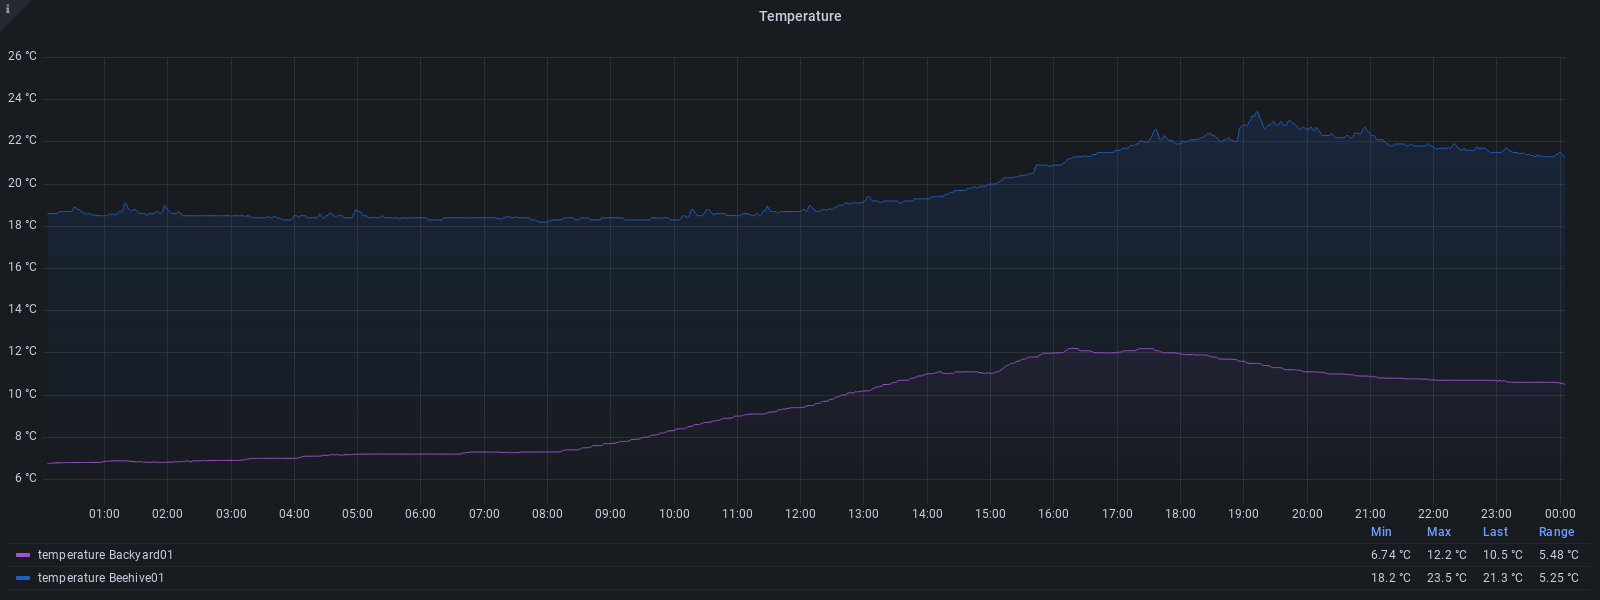 i
Temperature
26 °C
24 °C
22 °C
20 °C
18 °C
16 °C
14 °C
12 °C
10 °C
8 °C
6 °C
01:00 02:00 03:00 04:00 05:00 06:00 07:00 08:00 09:00 10:00 11:00 12:00 13:00 14:00 15:00 16:00 17:00 18:00 19:00 20:00 21:00 22:00 23:00 00:00
Min Max Last Range
temperature Backyard01 6.74 °C 12.2 °C 10.5 °C 5.48 °C
temperature Beehive01 18.2 °C 23.5 °C 21.3 °C 5.25 °C